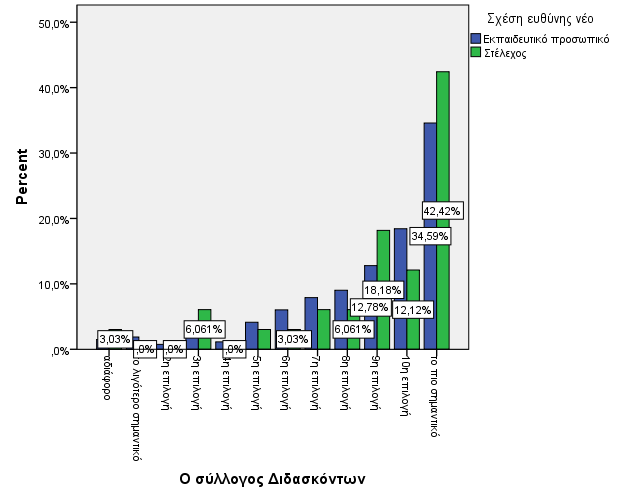 Σχέση ευθύνης νέο
Εκπαιδευτικό προσωπικό
Στέλεχος
Percent
50,0%
40,0%
30,0%
20,0%
10,0%
,0%
42,42%
34,59%
18,18%
12,78%
12,12%
3,03%
,0%
,0%
6,061%
,0%
3,03%
6,061%
αδιάφορο
το λιγότερο σημαντικό
2η επιλογή
3η επιλογή
4η επιλογή
5η επιλογή
6η επιλογή
7η επιλογή
8η επιλογή
9η επιλογή
10η επιλογή
το πιο σημαντικό
Ο σύλλογος Διδασκόντων